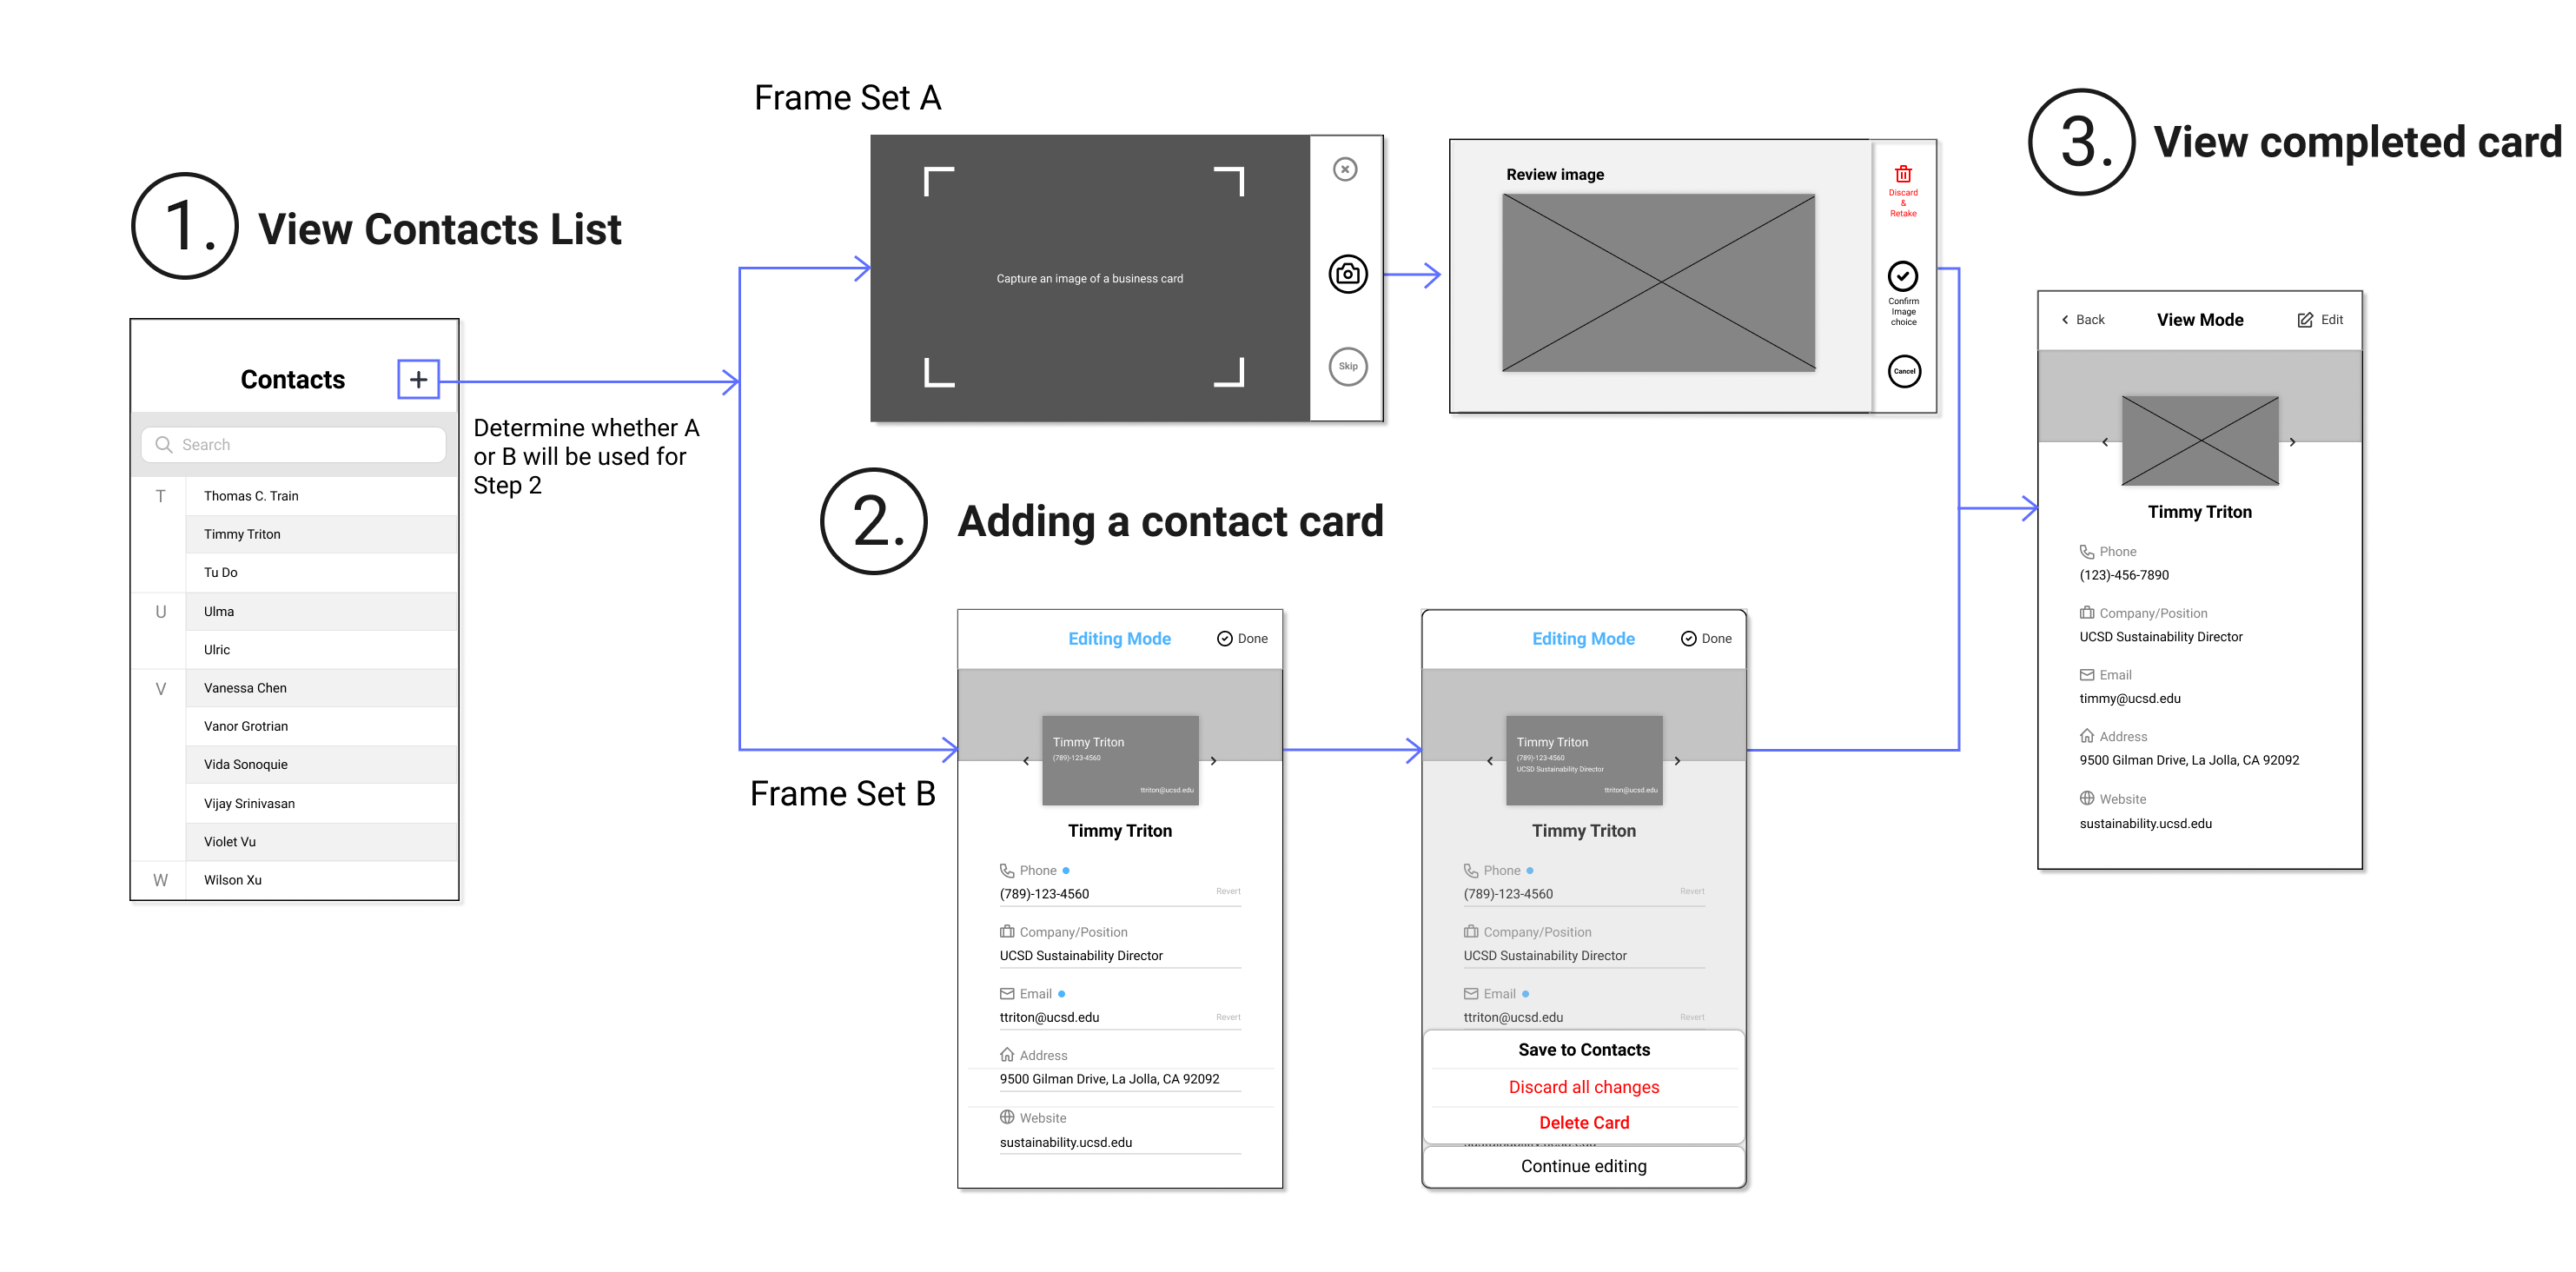 Frame Set A
1.
View Contacts List
Contacts
+
Search
T
Thomas C. Train
Timmy Triton
Tu Do
U
Ulma
Ulric
V
Vanessa Chen
Vanor Grotrian
Vida Sonoquie
Vijay Srinivasan
Violet Vu
W
Wilson Xu
Determine whether A
or B will be used for
Step 2
Capture an image of a business card
Skip
Review image
Discard
&
Retake
Confirm
Image
choice
Cancel
2.
Adding a contact card
Frame Set B
Editing Mode
Done
Timmy Triton
(789)-123-4560
ttriton@ucsd.edu
Timmy Triton
Phone
(789)-123-4560
Revert
Company/Position
UCSD Sustainability Director
Email
ttriton@ucsd.edu
Revert
Address
9500 Gilman Drive, La Jolla, CA 92092
Website
sustainability.ucsd.edu
Editing Mode
Done
Timmy Triton
(789)-123-4560
UCSD Sustainability Director
ttriton@ucsd.edu
Timmy Triton
Phone
(789)-123-4560
Revert
Company/Position
UCSD Sustainability Director
Email
ttriton@ucsd.edu
Revert
Save to Contacts
Discard all changes
Delete Card
Continue editing
3.
View completed card
Back
View Mode
Edit
Timmy Triton
Phone
(123)-456-7890
Company/Position
UCSD Sustainability Director
Email
timmy@ucsd.edu
Address
9500 Gilman Drive, La Jolla, CA 92092
Website
sustainability.ucsd.edu